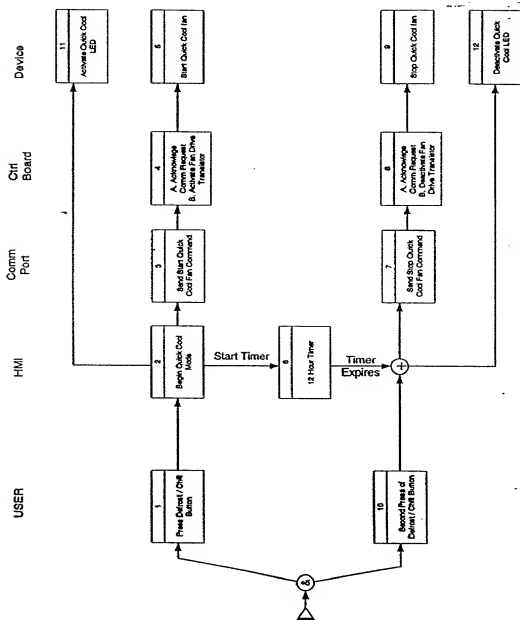 USER
HMI
Comm
Port
Ctrl
Board
Device
11
Activate Quick Cool
LED
1
Press Defrost / Chill
Button
2
Begin Quick Cool
Mode
3
Send Start Quick
Cool Fan Command
4
A. Acknowlege
Comm Request
B. Activate Fan Drive
Transistor
5
Start Quick Cool fan
Start Timer
6
12 Hour Timer
Timer
Expires
&
+
10
Second Press of
Defrost / Chill Button
7
Send Stop Quick
Cool Fan Command
8
A. Acknowlege
Comm Request
B. Deactivate Fan
Drive Transistor
9
Stop Quick Cool fan
12
Deactivate Quick
Cool LED